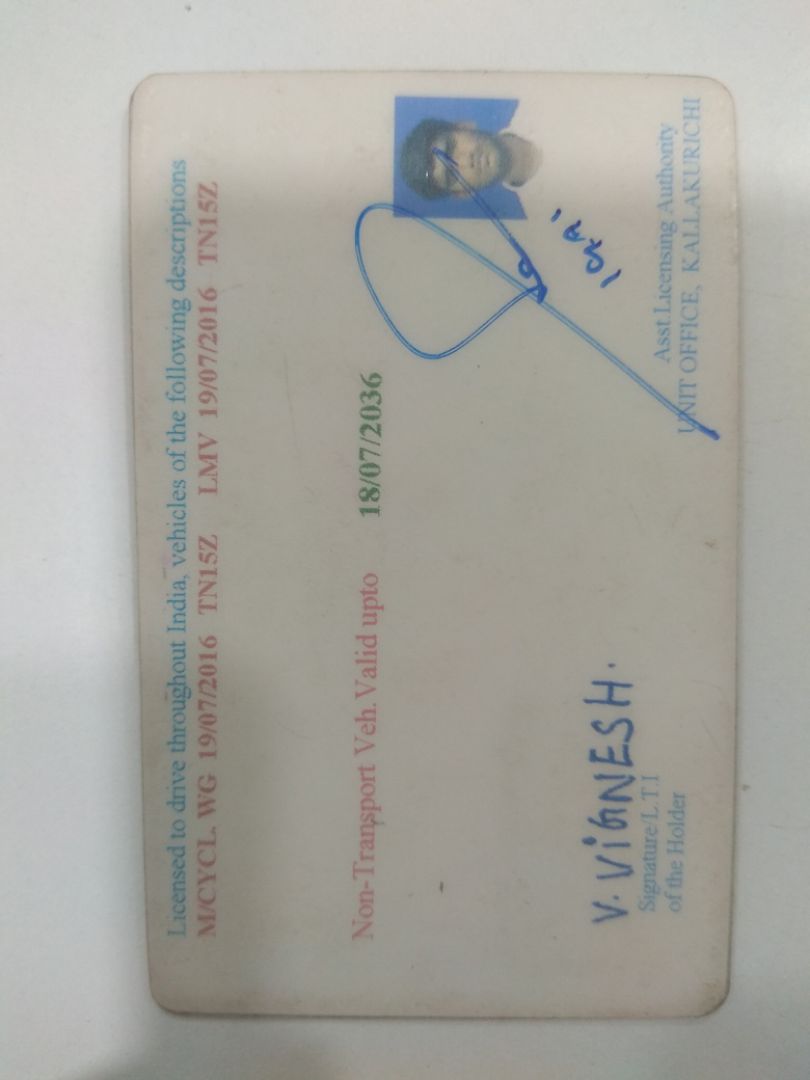 Licensed to drive throughout India, vehicles of the following descriptions
M/CYCL. WG 19/07/2016 TN15Z LMV 19/07/2016 TN15Z
Non-Transport Veh. Valid upto 18/07/2036
V. ViGNESH.
Signature/L.T.I
of the Holder
Asst.Licensing Authority
UNIT OFFICE, KALLAKURICHI